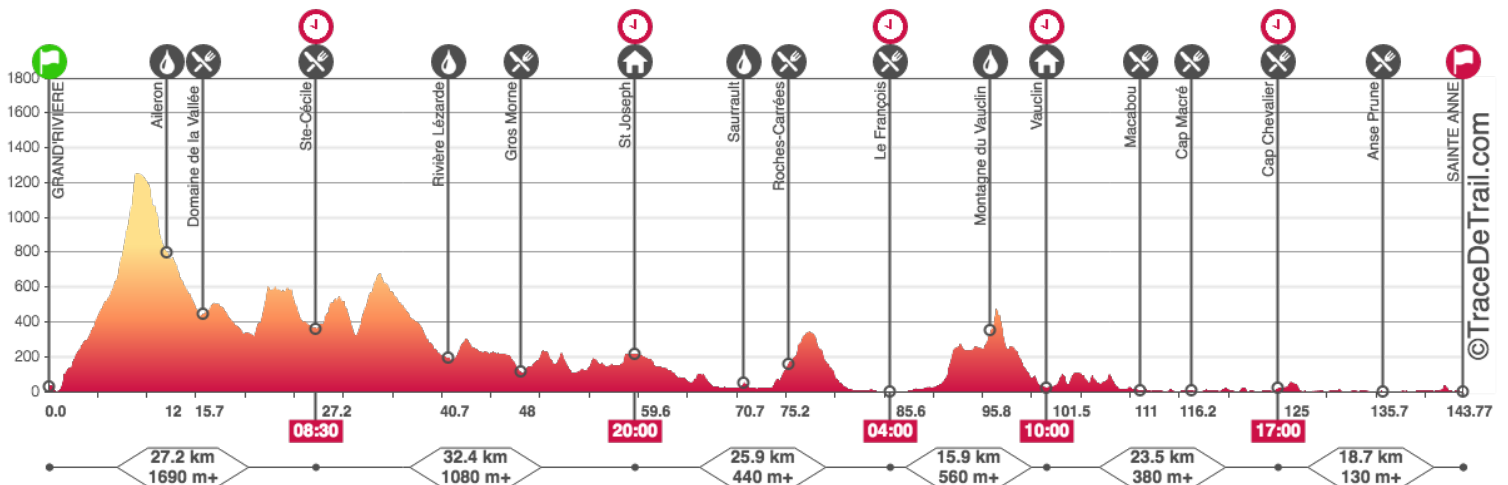 1800
1600
1400
1200
1000
800
600
400
200
0
GRAND'RIVIERE
Aileron
Domaine de la Vallée
Ste-Cécile
Rivière Lézarde
Gros Morne
St Joseph
Saurrault
Roches-Carrées
Le François
Montagne du Vauclin
Vauclin
Macabou
Cap Macré
Cap Chevalier
Anse Prune
SAINTE ANNE
©TraceDeTrail.com
0.0 12 15.7 27.2 40.7 48 59.6 70.7 75.2 85.6 95.8 101.5 111 116.2 125 135.7 143.77
08:30 20:00 04:00 10:00 17:00
27.2 km 32.4 km 25.9 km 15.9 km 23.5 km 18.7 km
1690 m+ 1080 m+ 440 m+ 560 m+ 380 m+ 130 m+